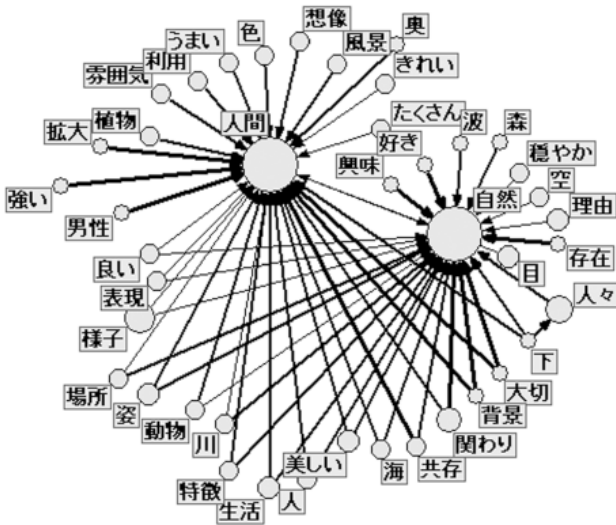 奥
想像
色
うまい
風景
きれい
利用
雰囲気
たくさん
植物
人間
波
森
拡大
好き
興味
穏やか
空
強い
自然
理由
男性
存在
良い
目
表現
人々
様子
下
場所
大切
姿
背景
動物
川
関わり
美しい
海
共存
特徴
生活
人